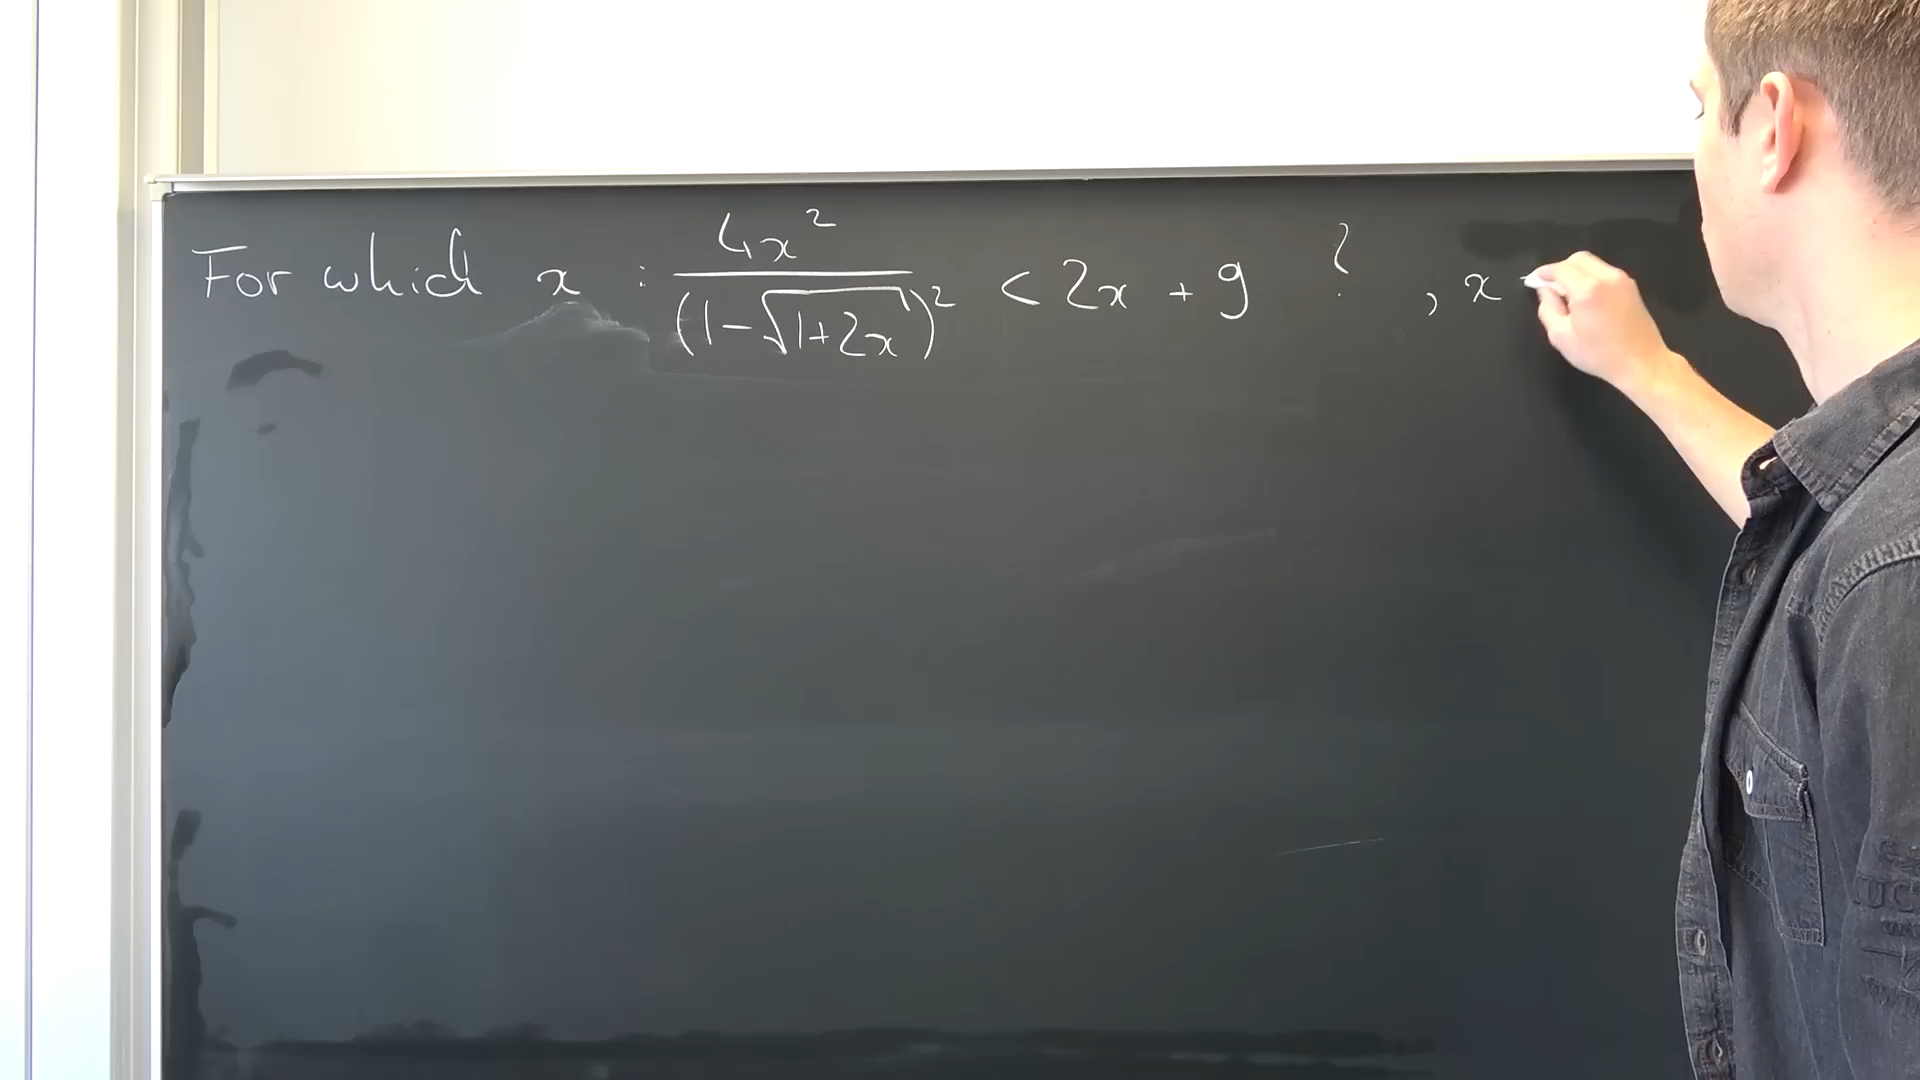 For which x : 4x² / (1-√(1+2x))² < 2x + 9 ? , x